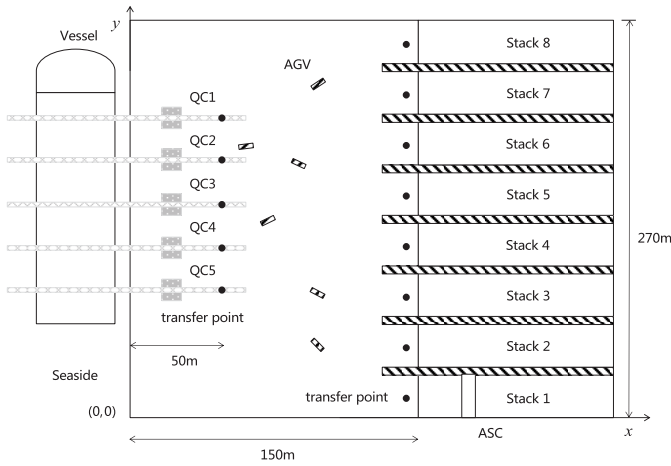 y
Vessel
AGV
Stack 8
Stack 7
QC1
QC2
Stack 6
QC3
Stack 5
QC4
Stack 4
270m
QC5
Stack 3
transfer point
Stack 2
50m
Seaside
transfer point
Stack 1
(0,0)
ASC
x
150m